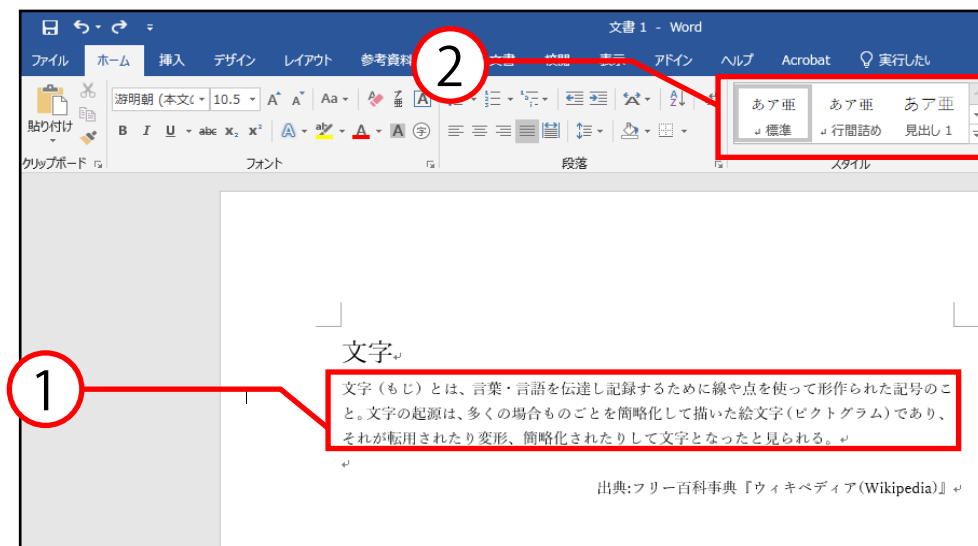 文書 1 - Word
ファイル ホーム 挿入 デザイン レイアウト 参考資料 文書 校閲 表示 アドイン ヘルプ Acrobat 実行したい
游明朝 (本文( 10.5 A A Aa
貼り付け
B I U abc X₂ X² A A A 字
クリップボード フォント 段落 スタイル
あア亜 あア亜 あア亜
標準 行間詰め 見出し 1
2
文字
1
文字（もじ）とは、言葉・言語を伝達し記録するために線や点を使って形作られた記号のこ
と。文字の起源は、多くの場合ものごとを簡略化して描いた絵文字(ピクトグラム)であり、
それが転用されたり変形、簡略化されたりして文字となったと見られる。
出典:フリー百科事典『ウィキペディア(Wikipedia)』